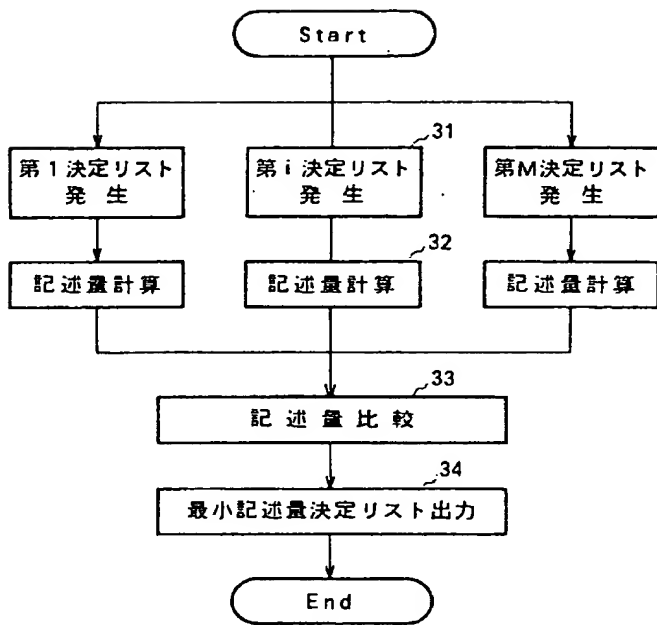 Start
31
第1決定リスト
発生
第i決定リスト
発生
第M決定リスト
発生
32
記述量計算
記述量計算
記述量計算
33
記述量比較
34
最小記述量決定リスト出力
End